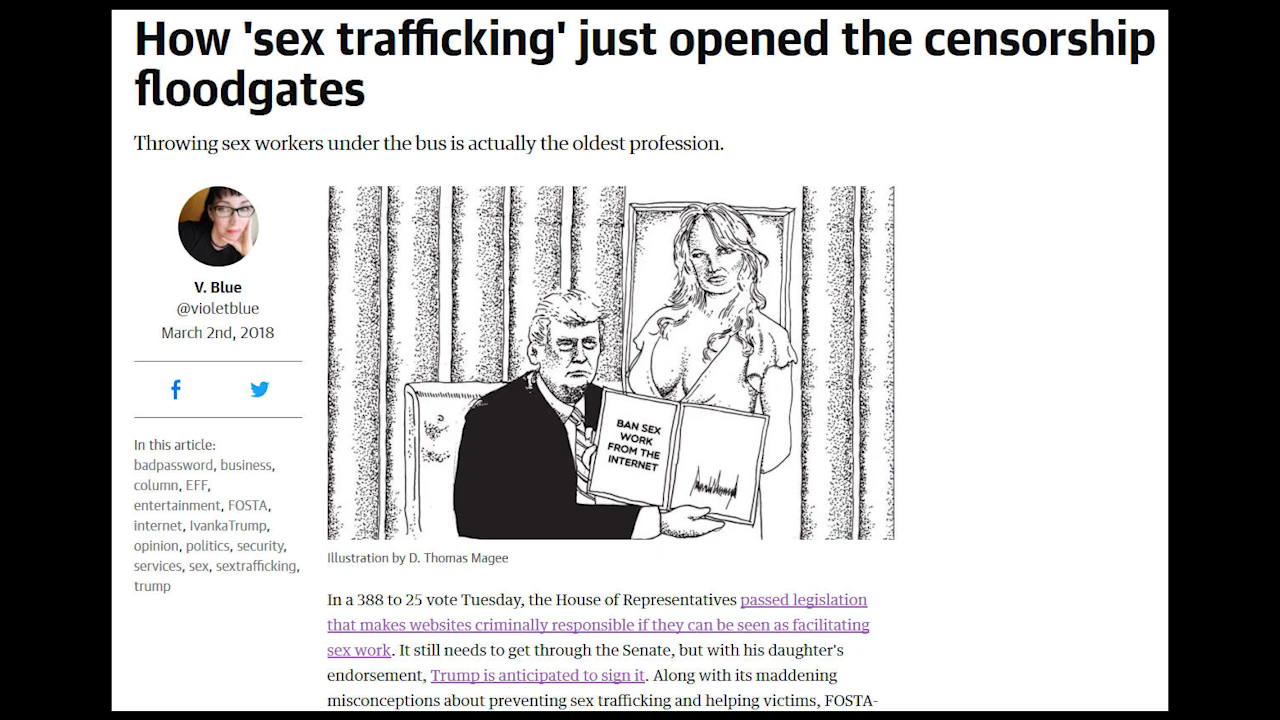 How 'sex trafficking' just opened the censorship
floodgates
Throwing sex workers under the bus is actually the oldest profession.
V. Blue
@violetblue
March 2nd, 2018
In this article:
badpassword, business,
column, EFF,
entertainment, FOSTA,
internet, IvankaTrump,
opinion, politics, security,
services, sex, sextrafficking,
trump
BAN SEX
WORK
FROM THE
INTERNET
Illustration by D. Thomas Magee
In a 388 to 25 vote Tuesday, the House of Representatives passed legislation
that makes websites criminally responsible if they can be seen as facilitating
sex work. It still needs to get through the Senate, but with his daughter's
endorsement, Trump is anticipated to sign it. Along with its maddening
misconceptions about preventing sex trafficking and helping victims, FOSTA-